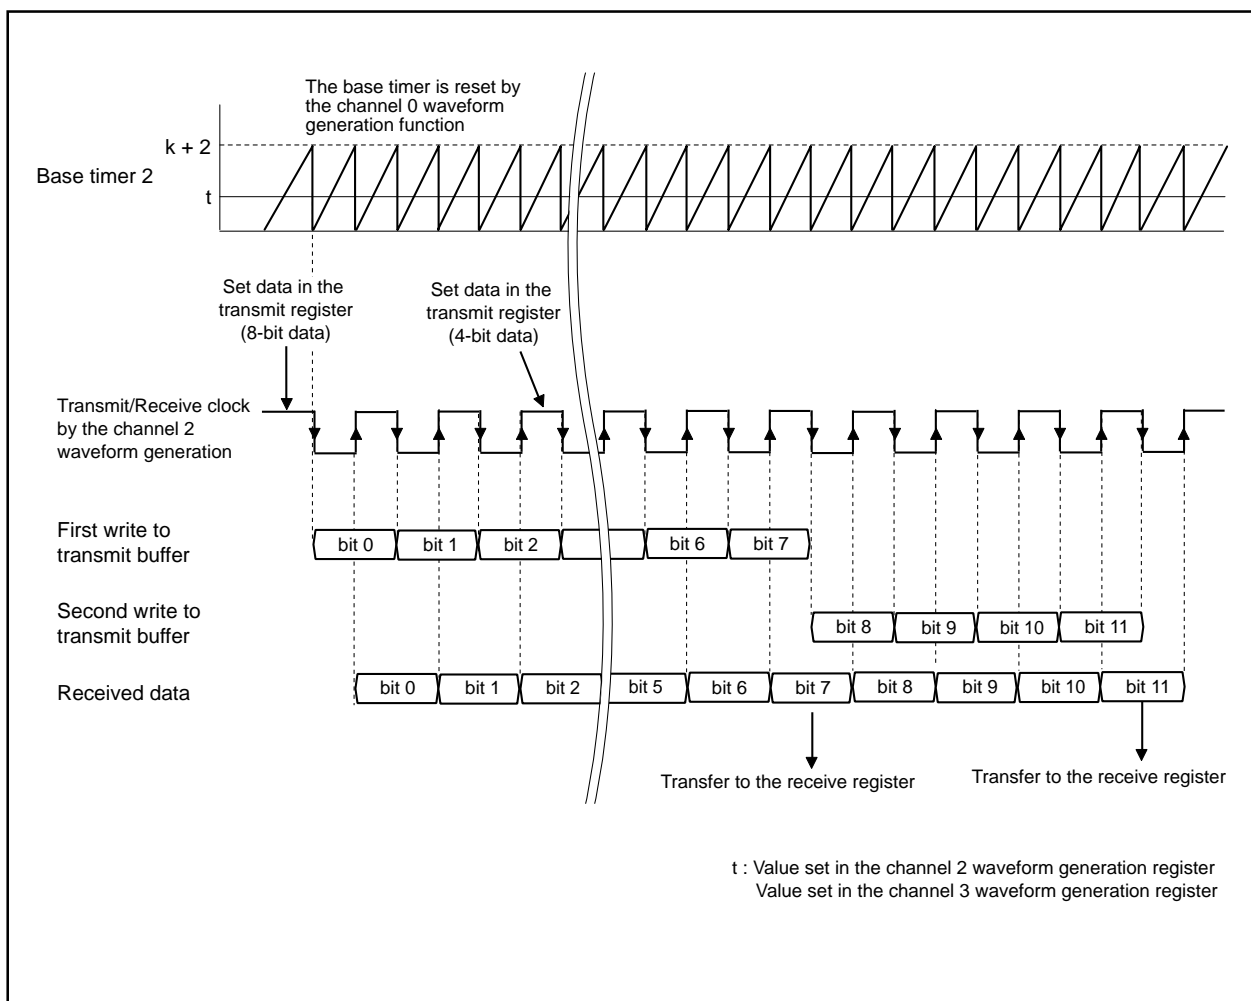 The base timer is reset by
the channel 0 waveform
generation function
k + 2
Base timer 2
t
Set data in the
transmit register
(8-bit data)
Set data in the
transmit register
(4-bit data)
Transmit/Receive clock
by the channel 2
waveform generation
First write to
transmit buffer
bit 0 bit 1 bit 2 bit 6 bit 7
Second write to
transmit buffer
bit 8 bit 9 bit 10 bit 11
Received data
bit 0 bit 1 bit 2 bit 5 bit 6 bit 7 bit 8 bit 9 bit 10 bit 11
Transfer to the receive register
Transfer to the receive register
t : Value set in the channel 2 waveform generation register
Value set in the channel 3 waveform generation register